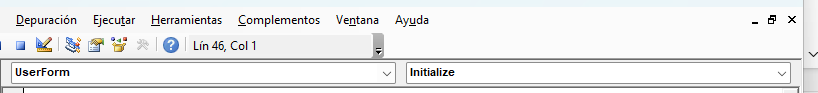 Depuración Ejecutar Herramientas Complementos Ventana Ayuda
Lín 46, Col 1
UserForm Initialize